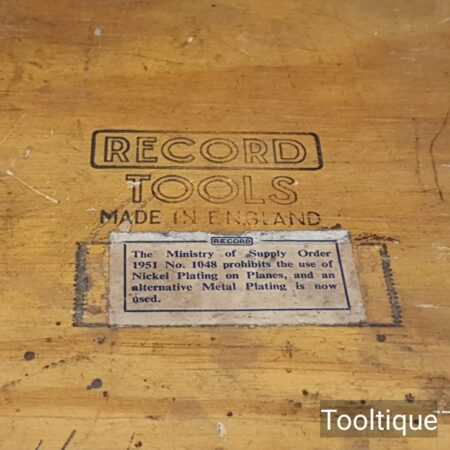 RECORD
TOOLS
MADE IN ENGLAND
RECORD
The Ministry of Supply Order
1951 No. 1048 prohibits the use of
Nickel Plating on Planes, and an
alternative Metal Plating is now
used.
Tooltique